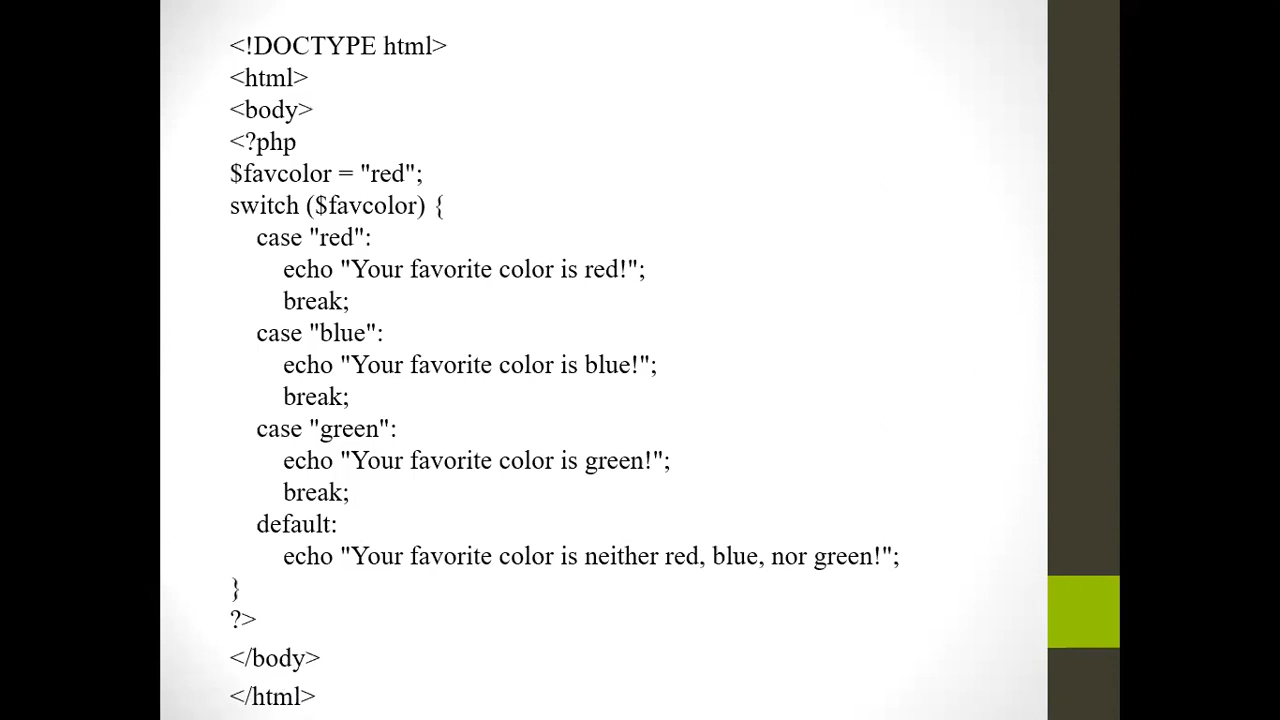 <!DOCTYPE html>
<html>
<body>
<?php
$favcolor = "red";
switch ($favcolor) {
    case "red":
        echo "Your favorite color is red!";
        break;
    case "blue":
        echo "Your favorite color is blue!";
        break;
    case "green":
        echo "Your favorite color is green!";
        break;
    default:
        echo "Your favorite color is neither red, blue, nor green!";
}
?>
</body>
</html>